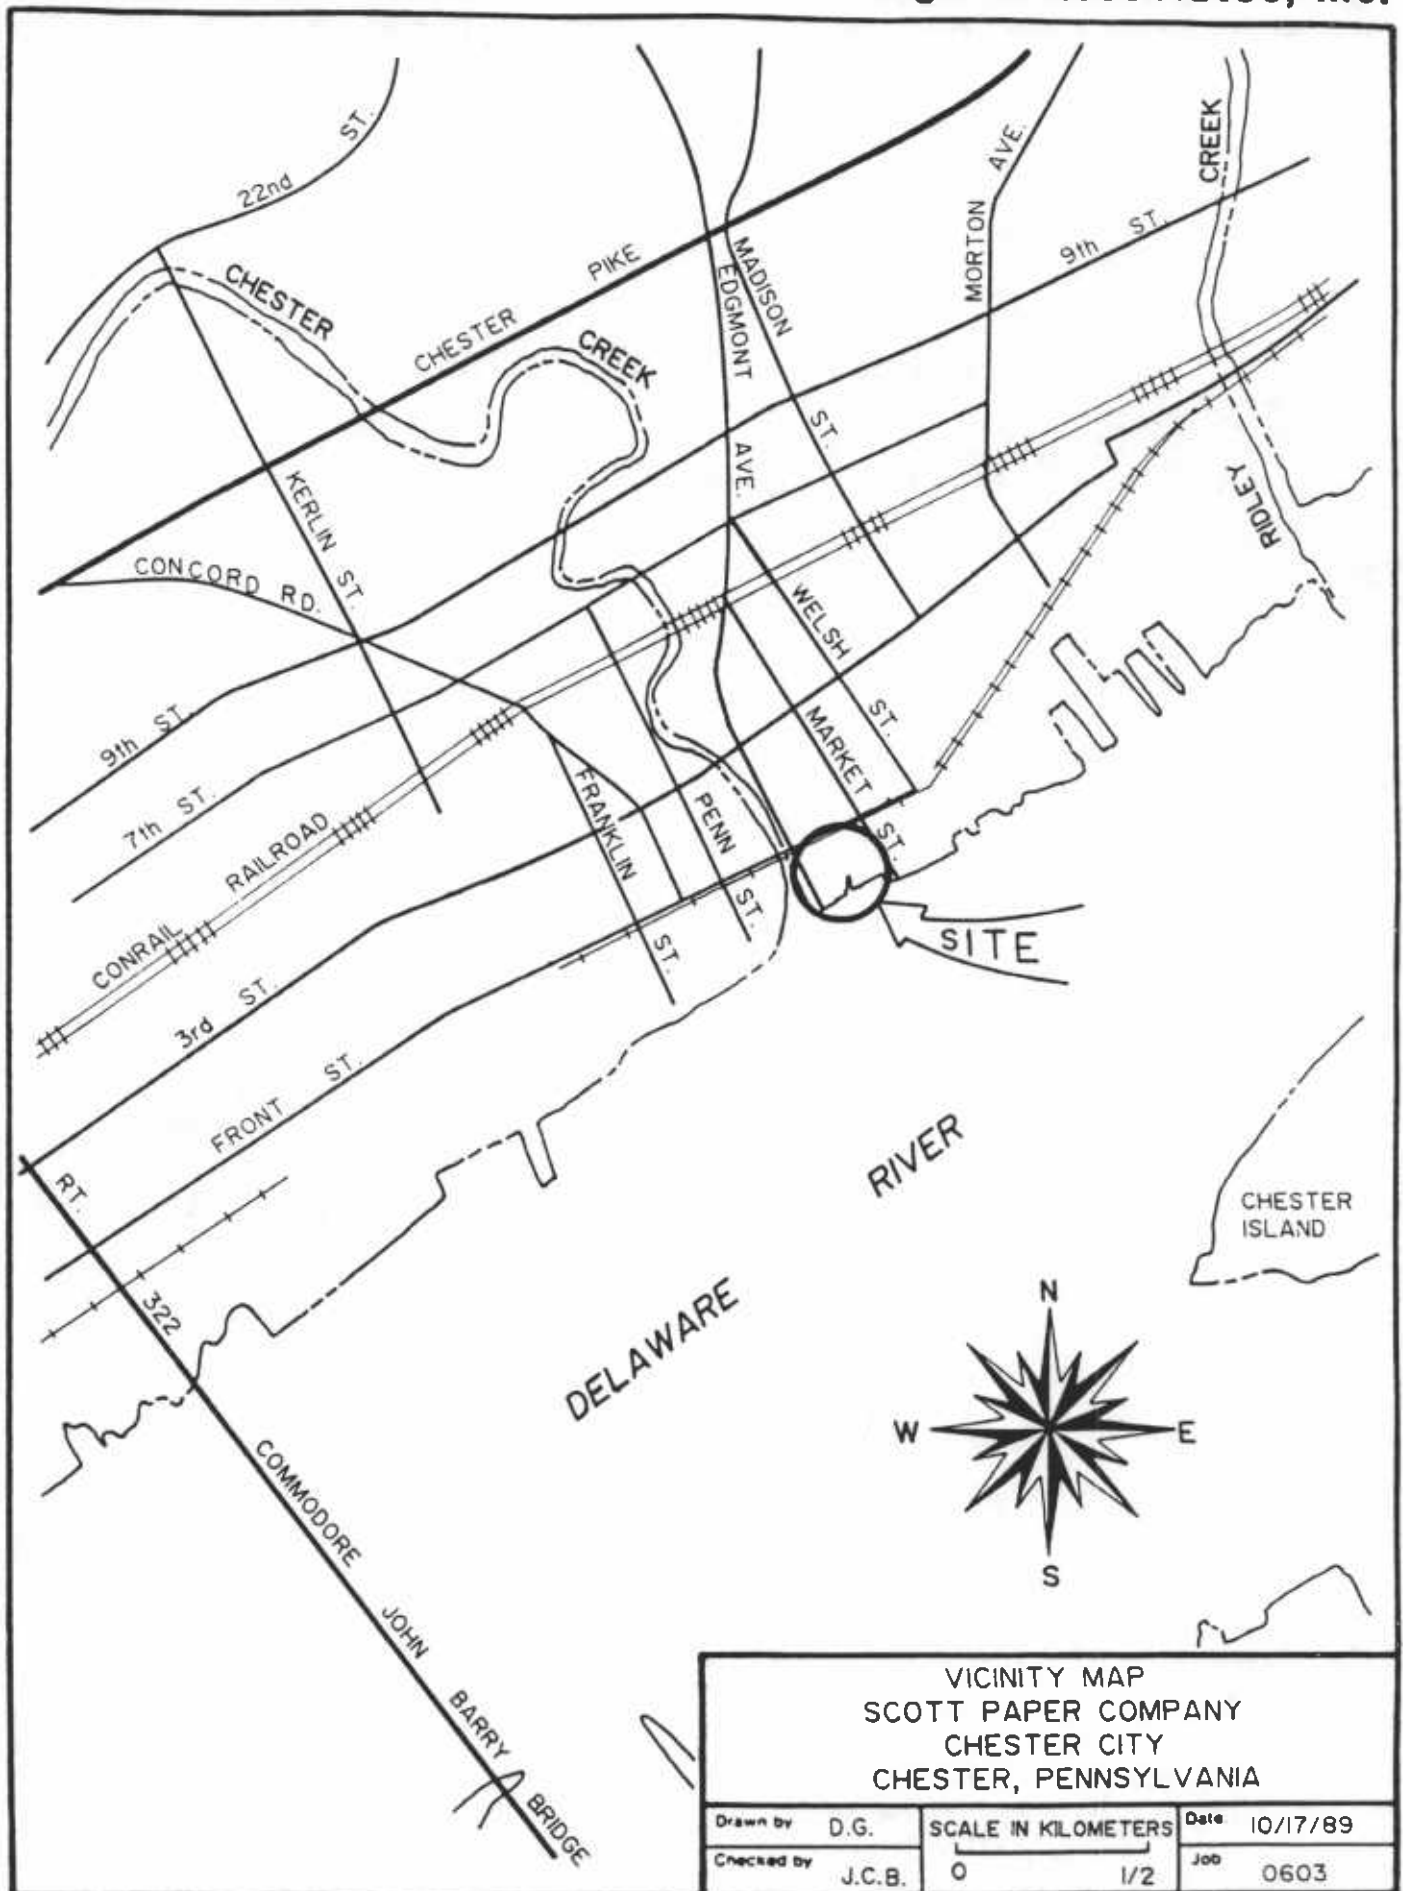 Inc.
22nd ST.
CHESTER CREEK
CHESTER PIKE
MADISON ST.
EDGMONT AVE.
MORTON AVE.
CREEK
RIDLEY
9th ST.
KERLIN ST.
CONCORD RD.
WELSH ST.
MARKET ST.
9th ST.
7th ST.
FRANKLIN ST.
PENN ST.
CONRAIL RAILROAD
3rd ST.
FRONT ST.
SITE
RT. 322
DELAWARE RIVER
CHESTER
ISLAND
N
W
E
S
COMMODORE JOHN BARRY BRIDGE
VICINITY MAP
SCOTT PAPER COMPANY
CHESTER CITY
CHESTER, PENNSYLVANIA
Drawn by D.G.
Checked by J.C.B.
SCALE IN KILOMETERS
0 1/2
Date 10/17/89
Job 0603